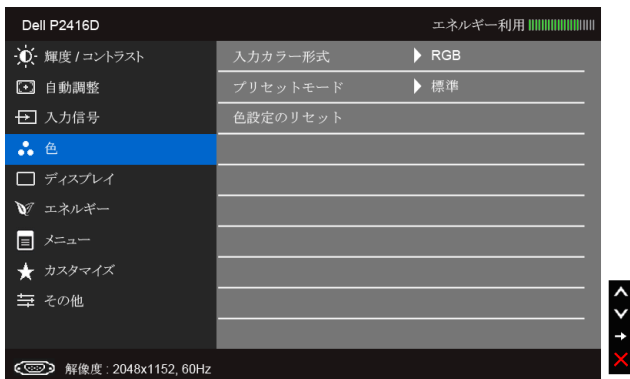 Dell P2416D
エネルギー利用
輝度 / コントラスト
自動調整
入力信号
色
ディスプレイ
エネルギー
メニュー
カスタマイズ
その他
入力カラー形式 RGB
プリセットモード 標準
色設定のリセット
解像度 : 2048x1152, 60Hz